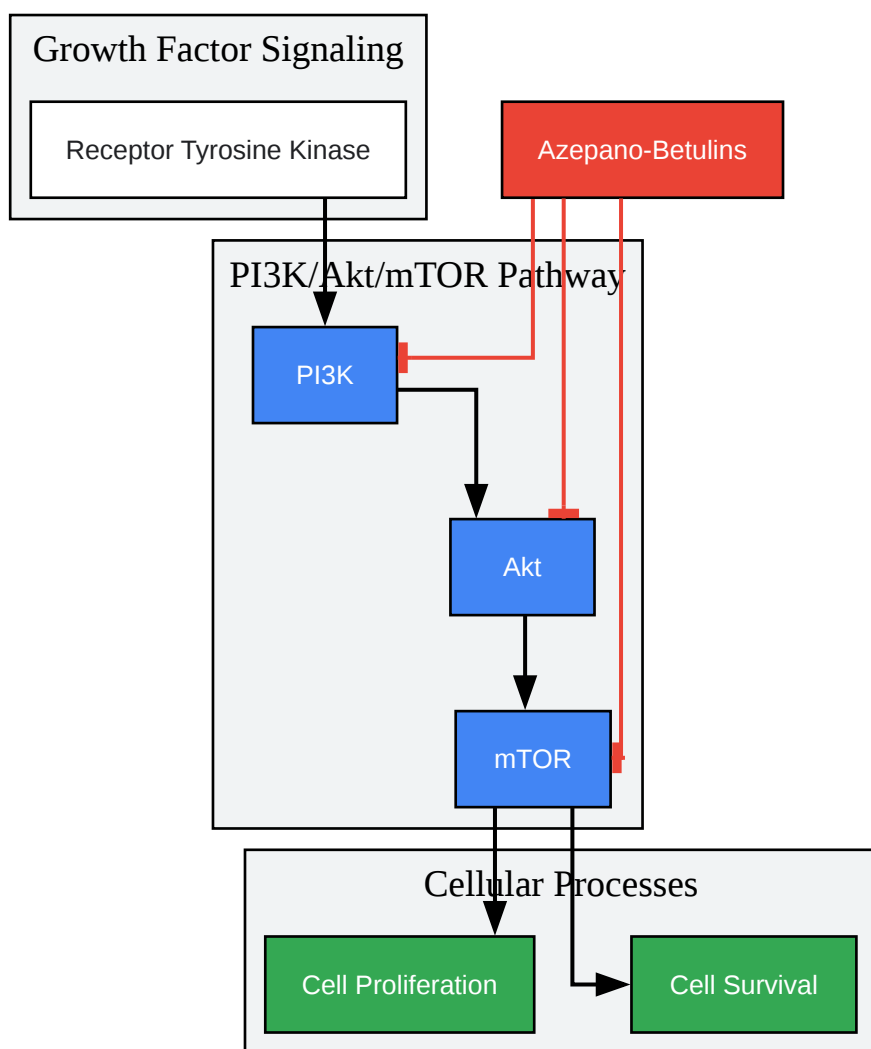 Growth Factor Signaling
Receptor Tyrosine Kinase
Azepano-Betulins
PI3K/Akt/mTOR Pathway
PI3K
Akt
mTOR
Cellular Processes
Cell Proliferation
Cell Survival